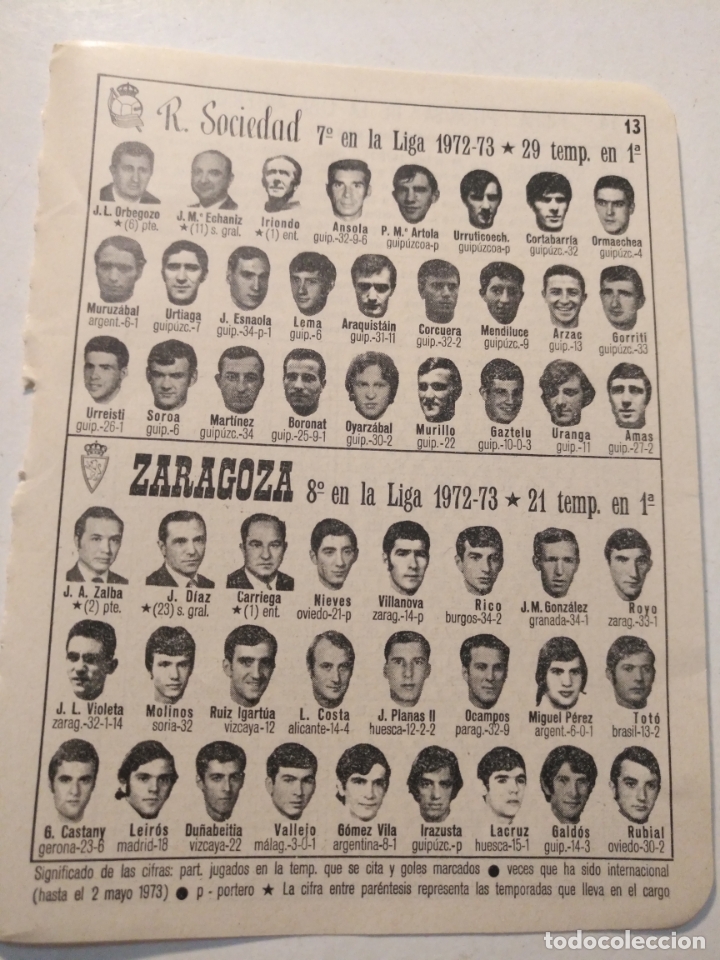 R. Sociedad 7º en la Liga 1972-73 ★ 29 temp. en 1ª
13
J. L. Orbegozo J. M.ª Echaniz Iriondo Ansola P. M.ª Artola Urruticoech. Cortabarría Ormaechea
★(6) pte. ★(11) s. gral. ★(1) ent. guip.-32-9-6 guipúzcoa-p guipúzcoa-p guipúzc.-32 guipúzc.-4
Muruzábal Urtiaga J. Esnaola Lema Araquistáin Corcuera Mendiluce Arzac Gorriti
argent.-6-1 guipúzc.-7 guip.-34-p-1 guip.-6 guip.-31-11 guip.-32-2 guipúzc.-9 guip.-13 guipúzc.-33
Urreisti Soroa Martínez Boronat Oyarzábal Murillo Gaztelu Uranga Amas
guip.-26-1 guip.-6 guipúzc.-34 guip.-25-9-1 guip.-30-2 guip.-22 guip.-10-0-3 guip.-11 guip.-27-2
ZARAGOZA 8º en la Liga 1972-73 ★ 21 temp. en 1ª
J. A. Zalba J. Díaz Carriega Nieves Villanova Rico J. M. González Royo
★(2) pte. ★(23) s. gral. ★(1) ent. oviedo-21-p zarag.-14-p burgos-34-2 granada-34-1 zarag.-33-1
J. L. Violeta Molinos Ruiz Igartúa L. Costa J. Planas II Ocampos Miguel Pérez Totó
zarag.-32-1-14 soria-32 vizcaya-12 alicante-14-4 huesca-12-2-2 parag.-32-9 argent.-6-0-1 brasil-13-2
G. Castany Leirós Duñabeitia Vallejo Gómez Vila Irazusta Lacruz Galdós Rubial
gerona-23-6 madrid-18 vizcaya-22 málag.-3-0-1 argentina-8-1 guipúzc.-p huesca-15-1 guip.-14-3 oviedo-30-2
Significado de las cifras: part. jugados en la temp. que se cita y goles marcados ● veces que ha sido internacional
(hasta el 2 mayo 1973) ● p - portero ★ La cifra entre paréntesis representa las temporadas que lleva en el cargo
todocoleccion